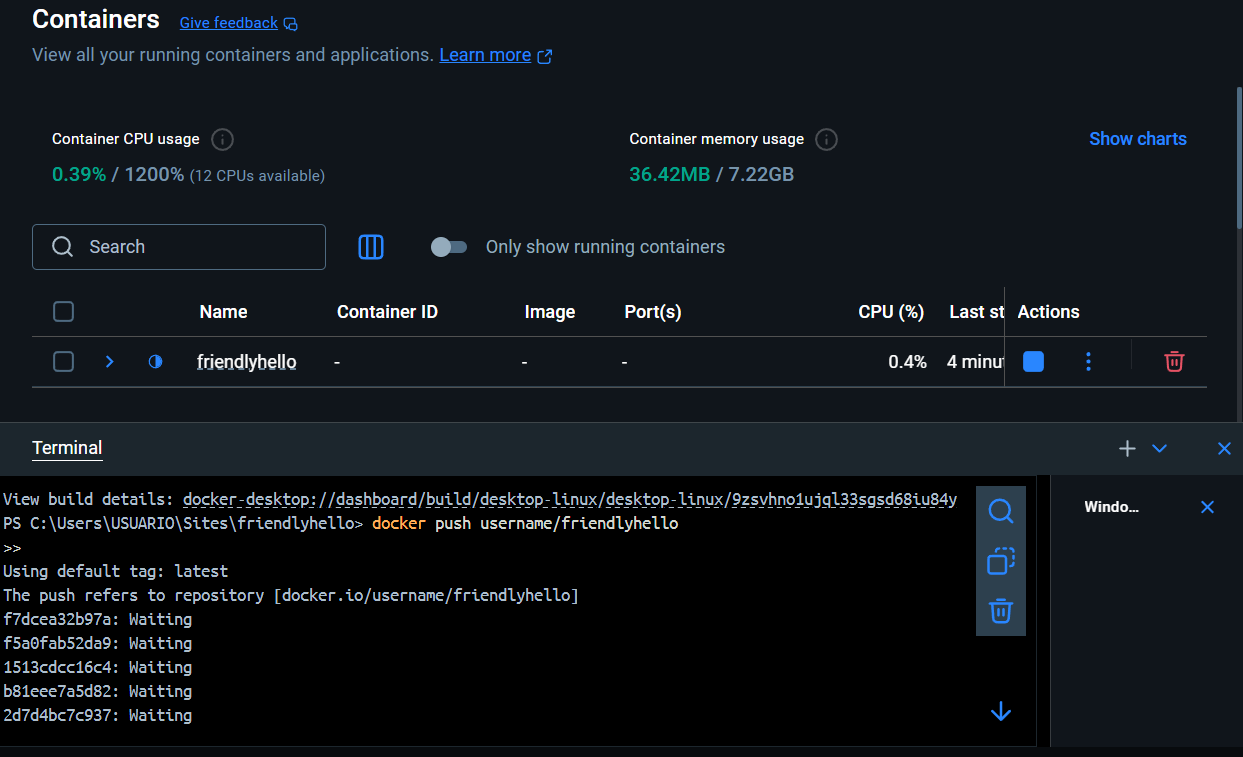 Containers Give feedback
View all your running containers and applications. Learn more
Container CPU usage
0.39% / 1200% (12 CPUs available)
Container memory usage
36.42MB / 7.22GB
Show charts
Search
Only show running containers
Name Container ID Image Port(s) CPU (%) Last st Actions
friendlyhello - - - 0.4% 4 minut
Terminal
View build details: docker-desktop://dashboard/build/desktop-linux/desktop-linux/9zsvhno1ujql33sgsd68iu84y
PS C:\Users\USUARIO\Sites\friendlyhello> docker push username/friendlyhello
>>
Using default tag: latest
The push refers to repository [docker.io/username/friendlyhello]
f7dcea32b97a: Waiting
f5a0fab52da9: Waiting
1513cdcc16c4: Waiting
b81eee7a5d82: Waiting
2d7d4bc7c937: Waiting
Windo...